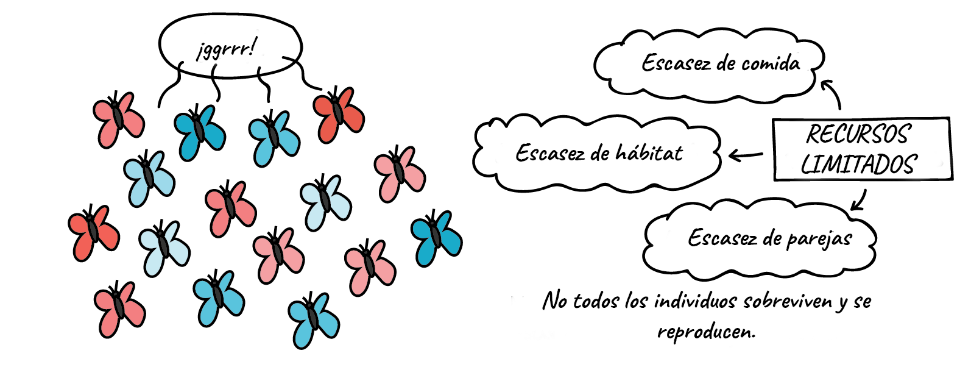 ¡ggrrr!
Escasez de comida
RECURSOS
LIMITADOS
Escasez de hábitat
Escasez de parejas
No todos los individuos sobreviven y se
reproducen.